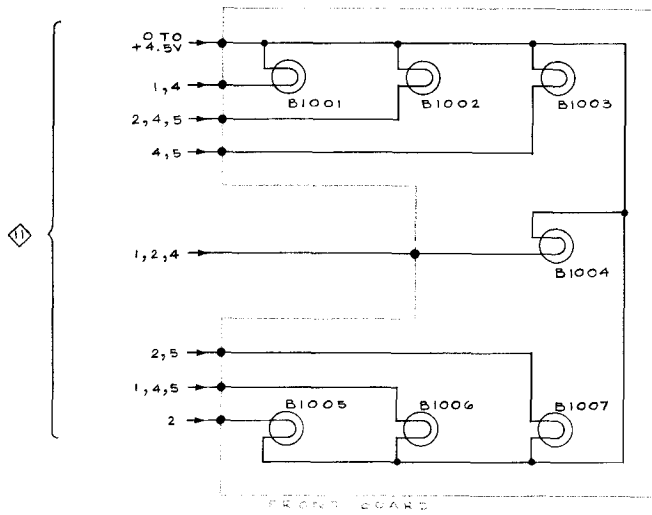 0 TO
+4.5V
1,4
B1001
B1002
B1003
2,4,5
4,5
11
1,2,4
B1004
2,5
1,4,5
B1005
B1006
B1007
2
FRONT BOARD